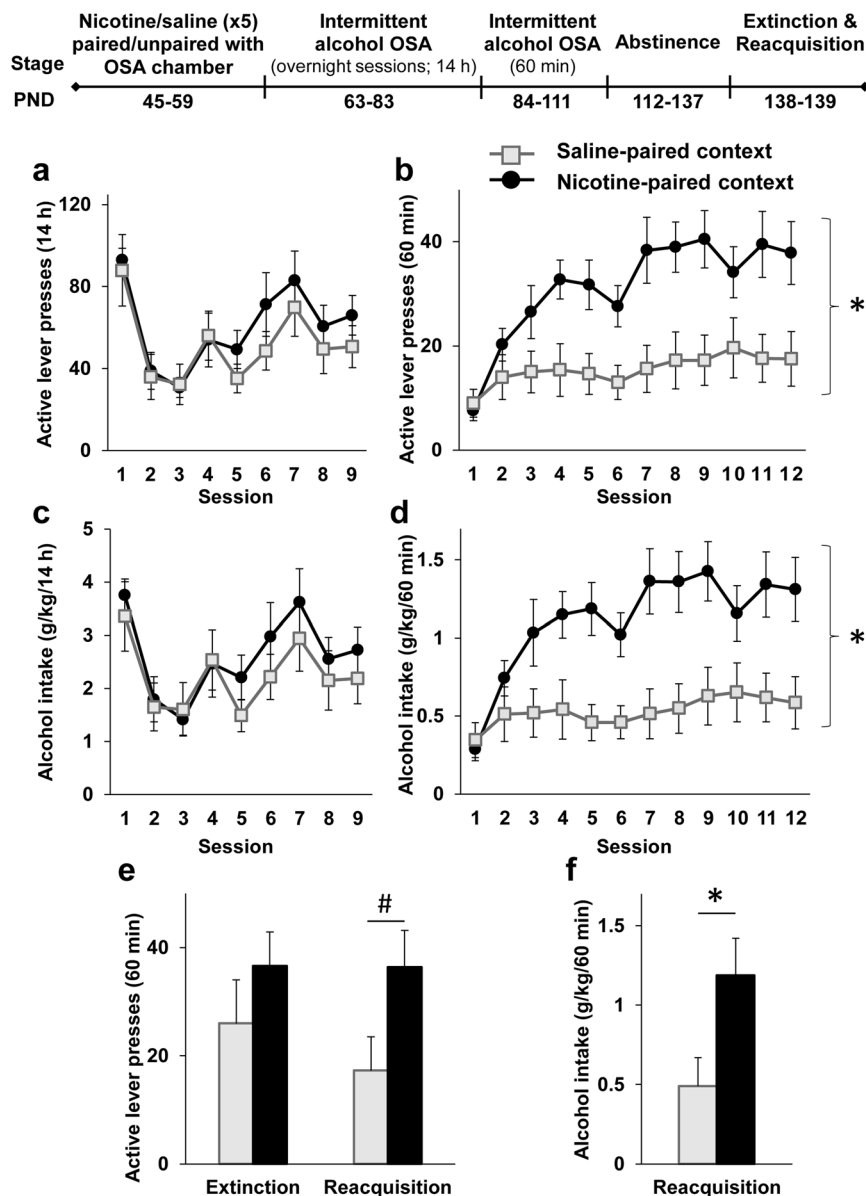 Nicotine/saline (x5)
paired/unpaired with
OSA chamber
Intermittent
alcohol OSA
(overnight sessions; 14 h)
Intermittent
alcohol OSA
(60 min)
Abstinence
Extinction &
Reacquisition
Stage
PND
45-59
63-83
84-111
112-137
138-139
Saline-paired context
Nicotine-paired context
a
Active lever presses (14 h)
120
80
40
0
1 2 3 4 5 6 7 8 9
Session
b
Active lever presses (60 min)
40
20
0
1 2 3 4 5 6 7 8 9 10 11 12
Session
*
c
Alcohol intake (g/kg/14 h)
5
4
3
2
1
0
1 2 3 4 5 6 7 8 9
Session
d
Alcohol intake (g/kg/60 min)
1.5
1
0.5
0
1 2 3 4 5 6 7 8 9 10 11 12
Session
*
e
Active lever presses (60 min)
40
20
0
#
Extinction Reacquisition
f
Alcohol intake (g/kg/60 min)
1.5
1
0.5
0
*
Reacquisition